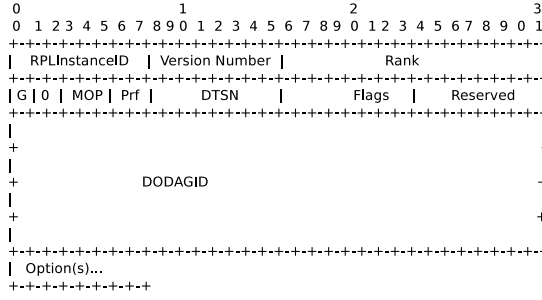 0 1 2 3
0 1 2 3 4 5 6 7 8 9 0 1 2 3 4 5 6 7 8 9 0 1 2 3 4 5 6 7 8 9 0 1
+-+-+-+-+-+-+-+-+-+-+-+-+-+-+-+-+-+-+-+-+-+-+-+-+-+-+-+-+-+-+-+-+
| RPLInstanceID | Version Number | Rank
+-+-+-+-+-+-+-+-+-+-+-+-+-+-+-+-+-+-+-+-+-+-+-+-+-+-+-+-+-+-+-+-+
| G | 0 | MOP | Prf | DTSN | Flags | Reserved
+-+-+-+-+-+-+-+-+-+-+-+-+-+-+-+-+-+-+-+-+-+-+-+-+-+-+-+-+-+-+-+-+
|
+ -
|
+ DODAGID -
|
+ +
|
+-+-+-+-+-+-+-+-+-+-+-+-+-+-+-+-+-+-+-+-+-+-+-+-+-+-+-+-+-+-+-+-+
| Option(s)...
+-+-+-+-+-+-+-+-+